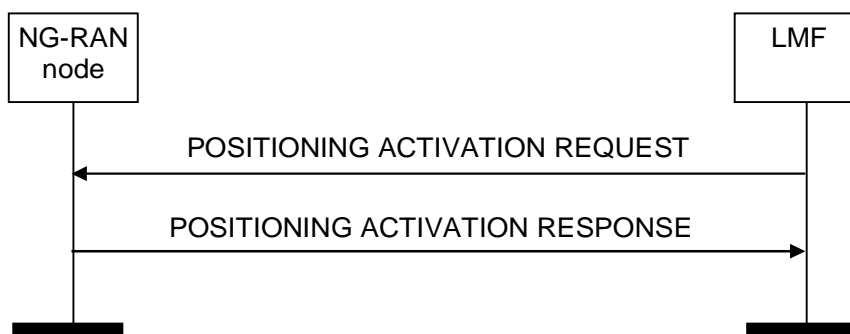 NG-RAN
node
LMF
POSITIONING ACTIVATION REQUEST
POSITIONING ACTIVATION RESPONSE